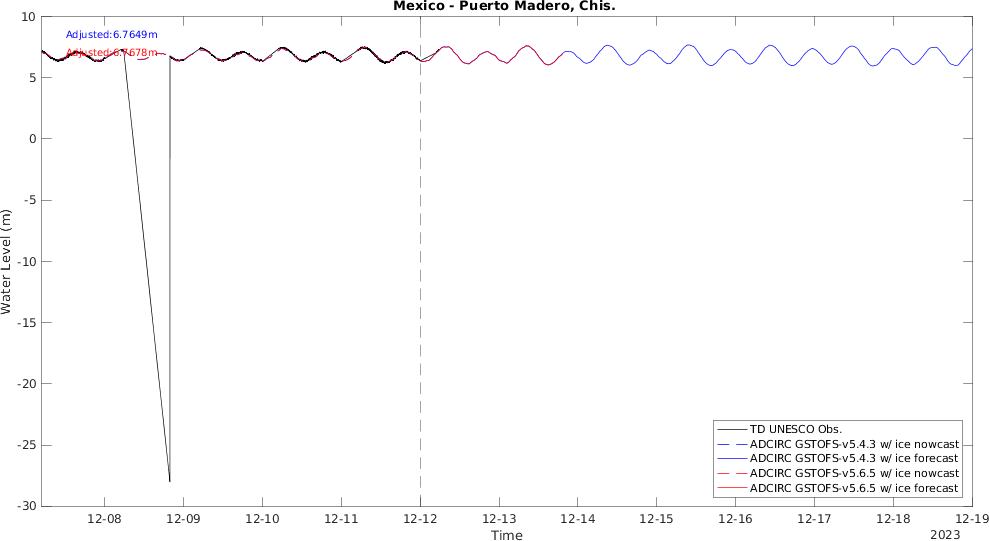 Mexico - Puerto Madero, Chis.
10
5
0
-5
-10
-15
-20
-25
-30
Water Level (m)
Adjusted:6.7649m
Adjusted:6.7678m
TD UNESCO Obs.
ADCIRC GSTOFS-v5.4.3 w/ ice nowcast
ADCIRC GSTOFS-v5.4.3 w/ ice forecast
ADCIRC GSTOFS-v5.6.5 w/ ice nowcast
ADCIRC GSTOFS-v5.6.5 w/ ice forecast
12-08 12-09 12-10 12-11 12-12 12-13 12-14 12-15 12-16 12-17 12-18 12-19
Time
2023